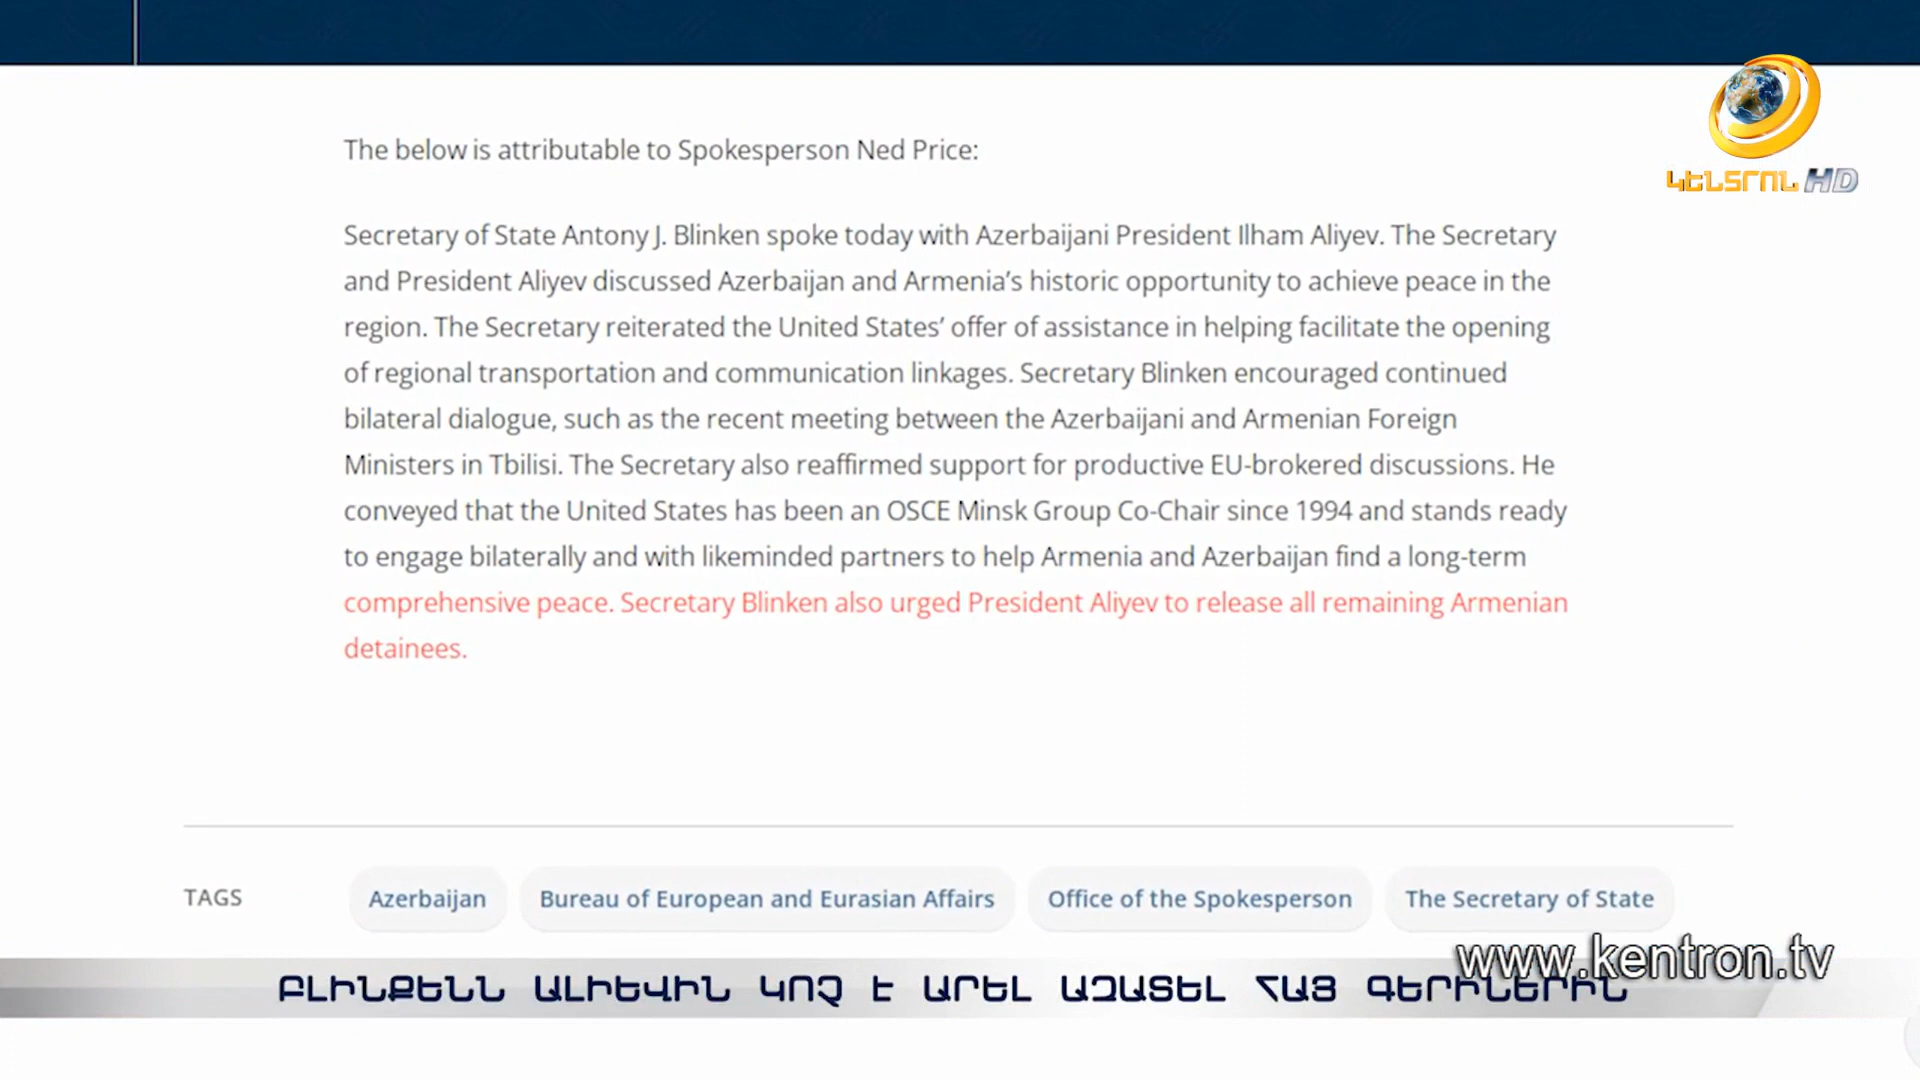 ԿԵՆՏՐՈՆ HD
The below is attributable to Spokesperson Ned Price:
Secretary of State Antony J. Blinken spoke today with Azerbaijani President Ilham Aliyev. The Secretary
and President Aliyev discussed Azerbaijan and Armenia’s historic opportunity to achieve peace in the
region. The Secretary reiterated the United States’ offer of assistance in helping facilitate the opening
of regional transportation and communication linkages. Secretary Blinken encouraged continued
bilateral dialogue, such as the recent meeting between the Azerbaijani and Armenian Foreign
Ministers in Tbilisi. The Secretary also reaffirmed support for productive EU-brokered discussions. He
conveyed that the United States has been an OSCE Minsk Group Co-Chair since 1994 and stands ready
to engage bilaterally and with likeminded partners to help Armenia and Azerbaijan find a long-term
comprehensive peace. Secretary Blinken also urged President Aliyev to release all remaining Armenian
detainees.
TAGS Azerbaijan Bureau of European and Eurasian Affairs Office of the Spokesperson The Secretary of State
www.kentron.tv
ԲԼԻՆՔԵՆՆ ԱԼԻԵՎԻՆ ԿՈՉ Է ԱՐԵԼ ԱԶԱՏԵԼ ՀԱՅ ԳԵՐԻՆԵՐԻՆ